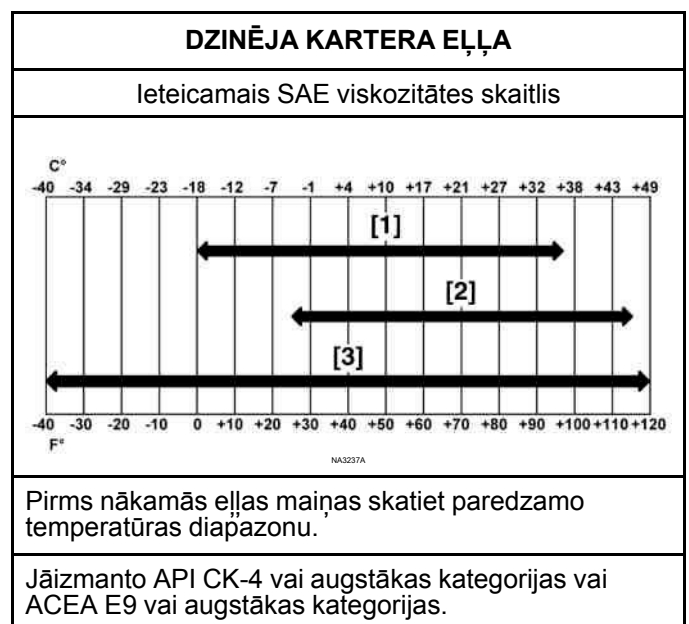 DZINĒJA KARTERA EĻĻA
Ieteicamais SAE viskozitātes skaitlis
C°
-40 -34 -29 -23 -18 -12 -7 -1 +4 +10 +17 +21 +27 +32 +38 +43 +49
[1]
[2]
[3]
-40 -30 -20 -10 0 +10 +20 +30 +40 +50 +60 +70 +80 +90 +100 +110 +120
F°
NA3237A
Pirms nākamās eļļas maiņas skatiet paredzamo
temperatūras diapazonu.
Jāizmanto API CK-4 vai augstākas kategorijas vai
ACEA E9 vai augstākas kategorijas.